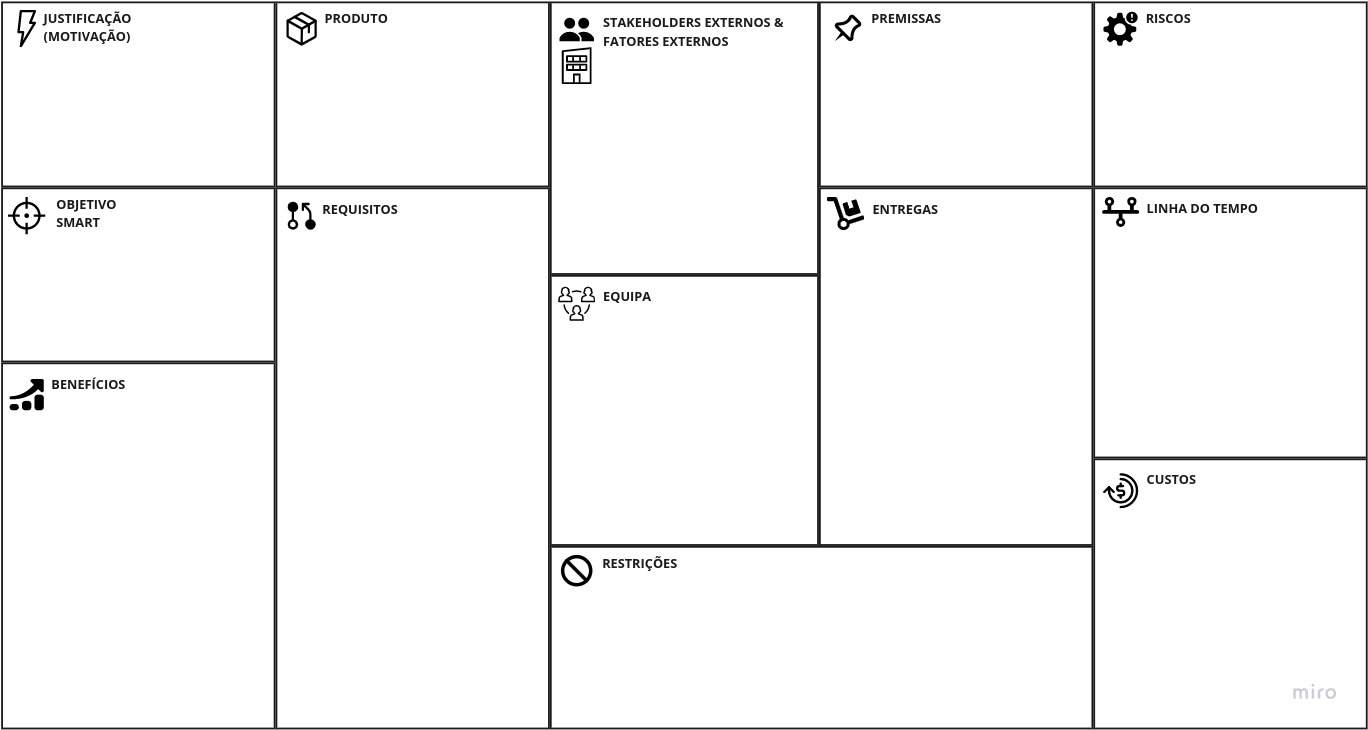 JUSTIFICAÇÃO
(MOTIVAÇÃO)
PRODUTO
STAKEHOLDERS EXTERNOS &
FATORES EXTERNOS
PREMISSAS
RISCOS
OBJETIVO
SMART
REQUISITOS
ENTREGAS
LINHA DO TEMPO
EQUIPA
BENEFÍCIOS
CUSTOS
RESTRIÇÕES
miro